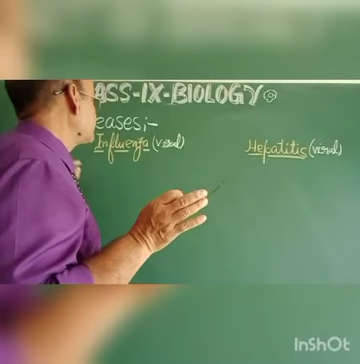 ASS-IX-BIOLOGY
eases;-
Influenza (viral)
Hepatitis (viral)
InShOt